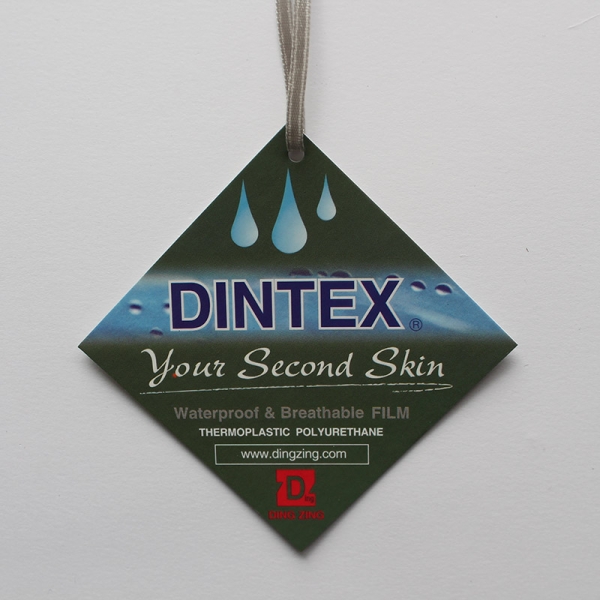 DINTEX®
Your Second Skin
Waterproof & Breathable FILM
THERMOPLASTIC POLYURETHANE
www.dingzing.com
D
DING ZING